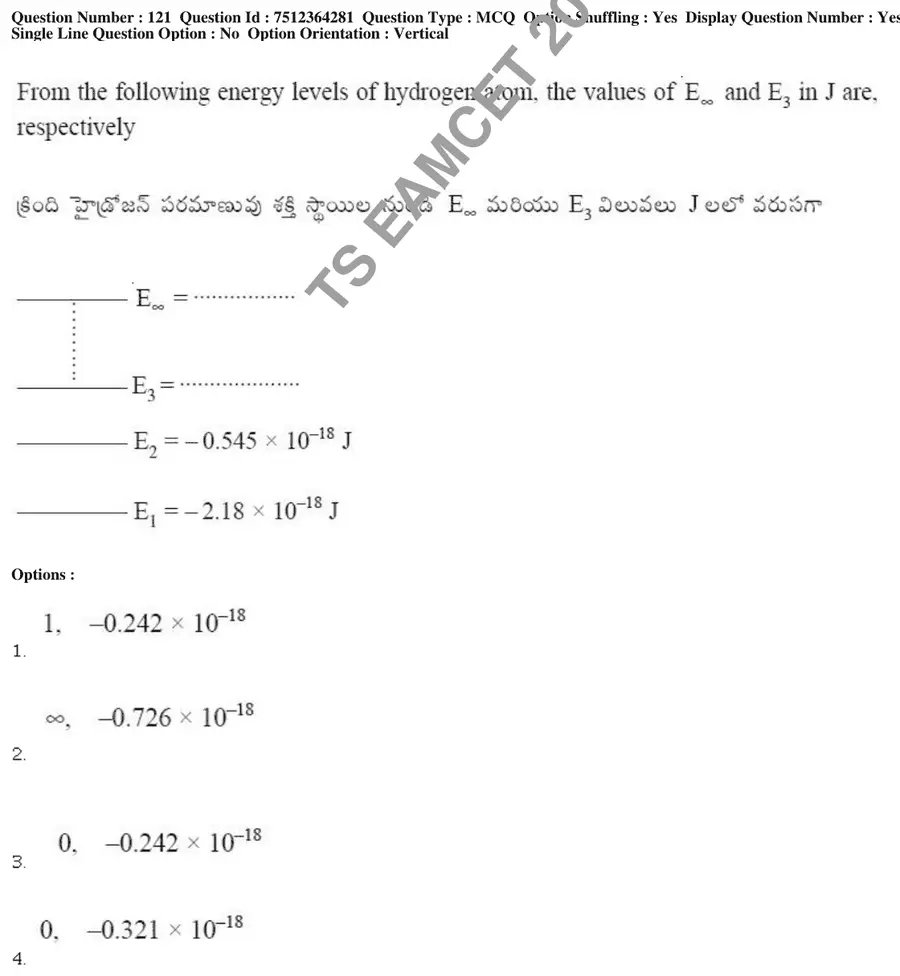 Question Number : 121 Question Id : 7512364281 Question Type : MCQ Option Shuffling : Yes Display Question Number : Yes
Single Line Question Option : No Option Orientation : Vertical
From the following energy levels of hydrogen atom, the values of E∞ and E₃ in J are,
respectively
క్రింది హైడ్రోజన్ పరమాణువు శక్తి స్థాయిల నుండి E∞ మరియు E₃ విలువలు J లలో వరుసగా
E∞ = .................
E₃ = ....................
E₂ = – 0.545 × 10⁻¹⁸ J
E₁ = – 2.18 × 10⁻¹⁸ J
Options :
1, –0.242 × 10⁻¹⁸
1.
∞, –0.726 × 10⁻¹⁸
2.
0, –0.242 × 10⁻¹⁸
3.
0, –0.321 × 10⁻¹⁸
4.
TS EAMCET 20